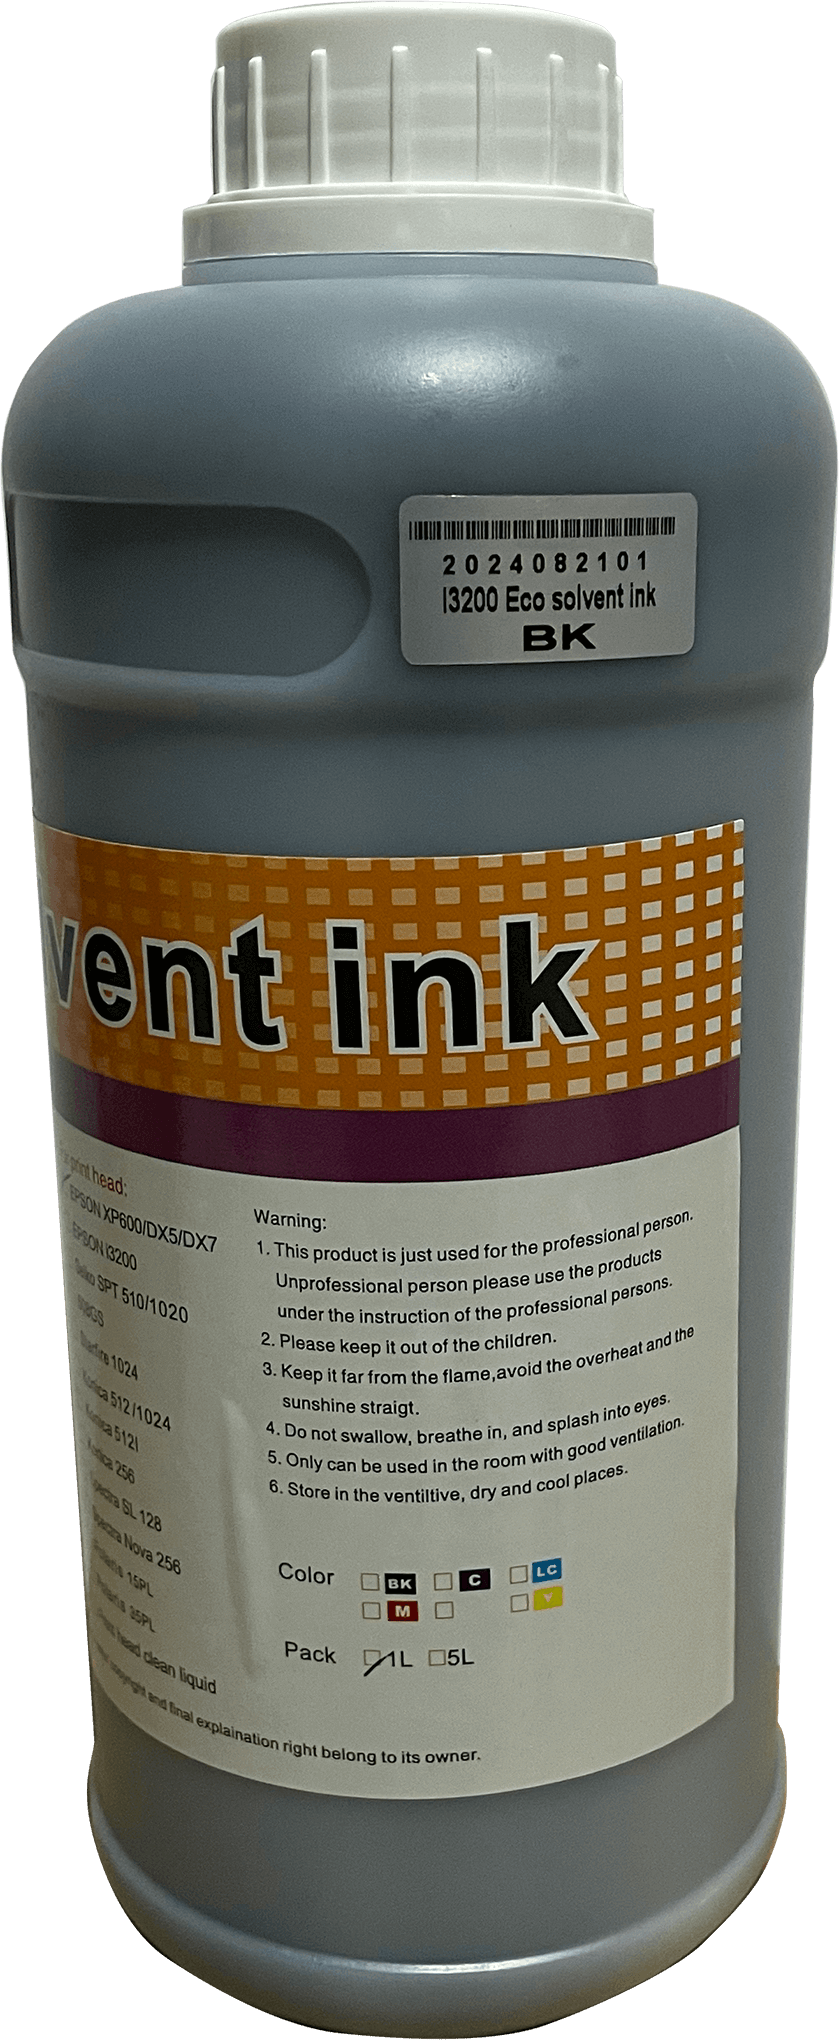 2024082101
I3200 Eco solvent ink
BK
vent ink
print head:
EPSON XP600/DX5/DX7
EPSON I3200
Seiko SPT 510/1020
508GS
Starfire 1024
Konica 512 /1024
Konica 512I
Konica 256
Spectra SL 128
Spectra Nova 256
Polaris 15PL
Polaris 35PL
head clean liquid
copyright and final explaination right belong to its owner.
Warning:
1. This product is just used for the professional person.
Unprofessional person please use the products
under the instruction of the professional persons.
2. Please keep it out of the children.
3. Keep it far from the flame,avoid the overheat and the
sunshine straigt.
4. Do not swallow, breathe in, and splash into eyes.
5. Only can be used in the room with good ventilation.
6. Store in the ventiltive, dry and cool places.
Color BK C LC
M Y
Pack 1L 5L